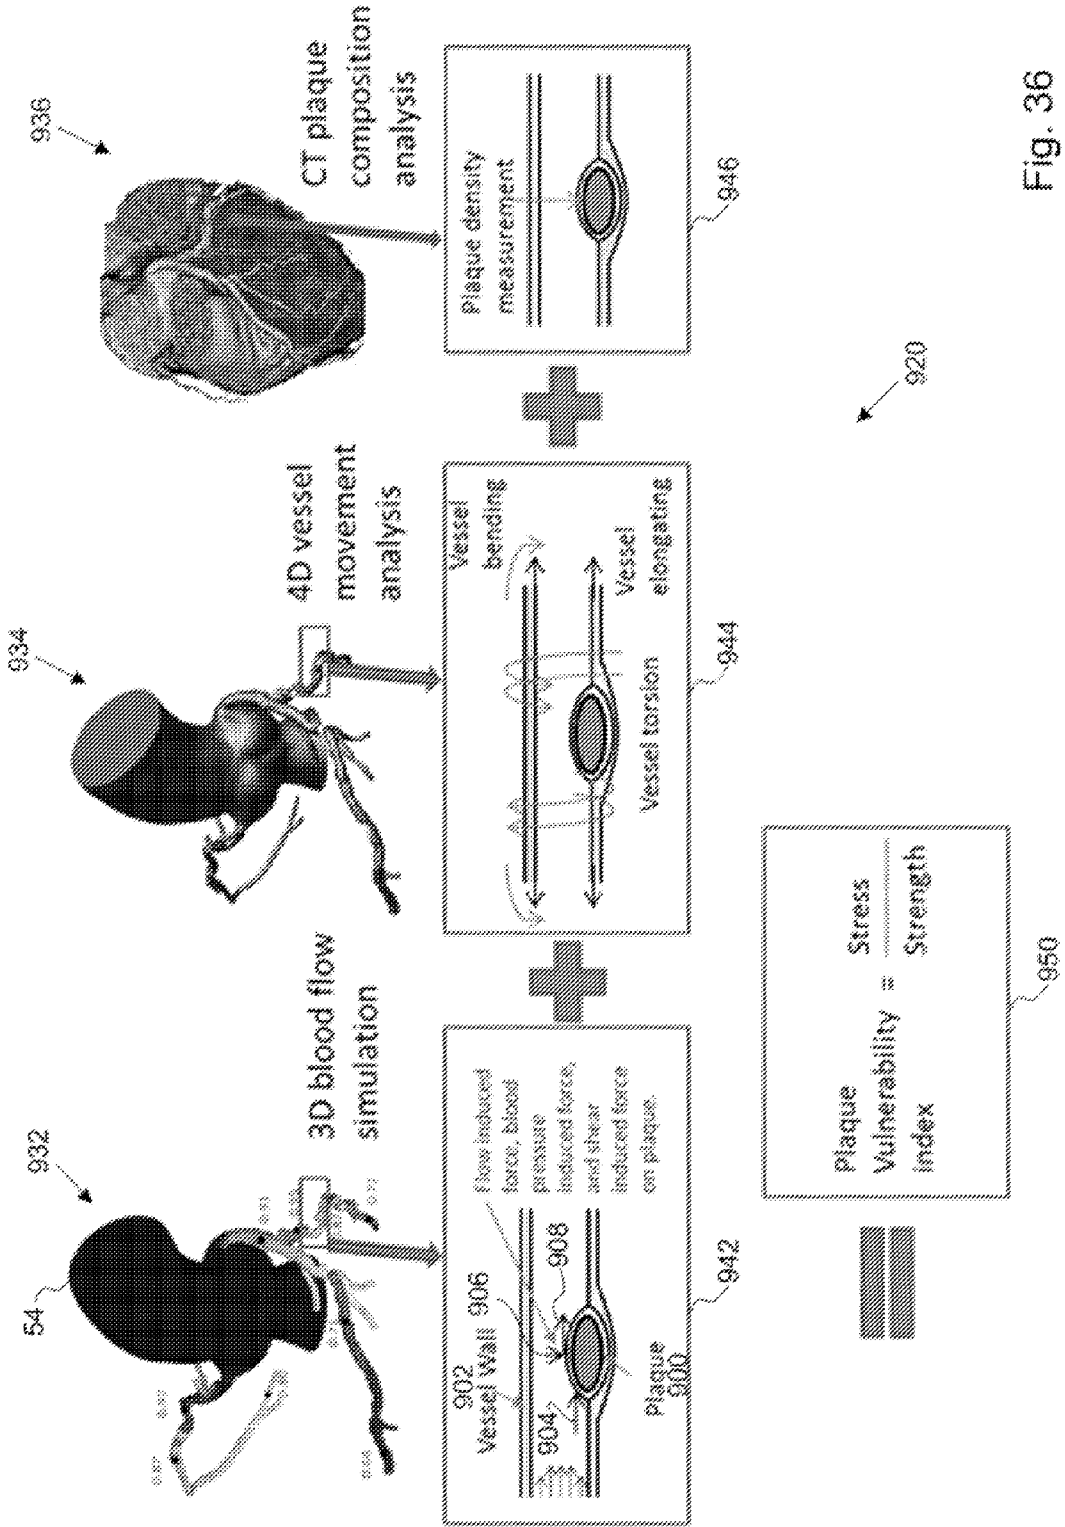 932
54
3D blood flow
simulation
934
4D vessel
movement
analysis
936
CT plaque
composition
analysis
902
Vessel Wall
906
908
904
Plaque
900
Flow induced
force, blood
pressure
induced force,
and shear
induced force
on plaque.
942
Vessel
bending
Vessel
elongating
Vessel torsion
944
Plaque density
measurement
946
920
Plaque
Vulnerability
index
=
Stress
Strength
950
Fig. 36